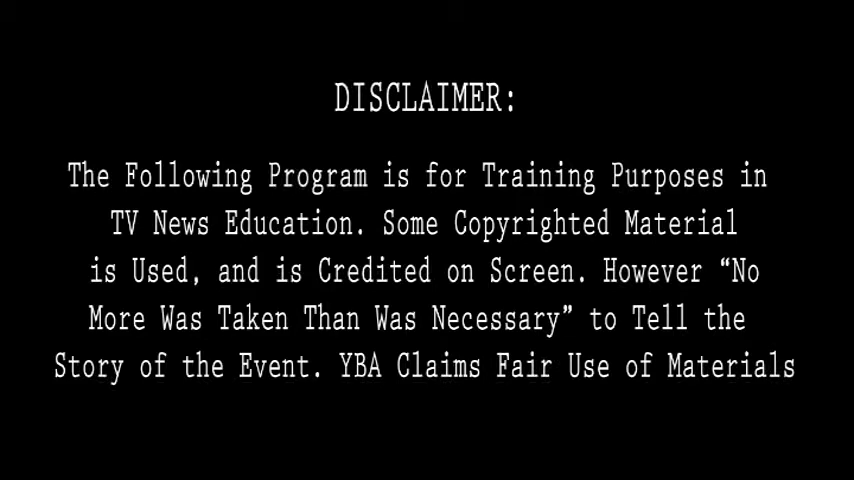 DISCLAIMER:
The Following Program is for Training Purposes in
TV News Education. Some Copyrighted Material
is Used, and is Credited on Screen. However “No
More Was Taken Than Was Necessary” to Tell the
Story of the Event. YBA Claims Fair Use of Materials